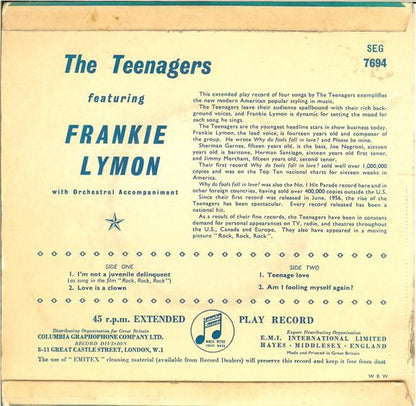 SEG
7694
The Teenagers
featuring
FRANKIE
LYMON
with Orchestral Accompaniment
This extended play record of four songs by The Teenagers exemplifies
the new modern American popular styling in music.
The Teenagers leave their audience spellbound with their rich back-
ground voices, and Frankie Lymon is dynamic for setting the mood for
each song he sings.
The Teenagers are the youngest headline stars in show business today.
Frankie Lymon, the lead voice, is fourteen years old and composer of
the group. He wrote Why do fools fall in love? and Please be mine.
Sherman Garnes, fifteen years old, is the bass, Joe Negroni, sixteen
years old is baritone, Herman Santiago, sixteen years old first tenor,
and Jimmy Merchant, fifteen years old, second tenor.
Their first record Why do fools fall in love? sold well over 1,000,000
copies and was on the Top Ten national charts for sixteen weeks in
America.
Why do fools fall in love? was also the No. 1 Hit Parade record here and in
other foreign countries, having sold over 400,000 copies outside the U.S.
Since their first record was released in June, 1956, the rise of the
Teenagers has been spectacular. Every record released has been a
national hit.
As a result of their fine records, the Teenagers have been in constant
demand for personal appearances on TV, radio, and theatres throughout
the U.S, Canada and Europe. They also have appeared in a moving
picture "Rock, Rock, Rock".
SIDE ONE
1. I'm not a juvenile delinquent
(as sung in the film "Rock, Rock, Rock")
2. Love is a clown
SIDE TWO
1. Teenage love
2. Am I fooling myself again?
45 r.p.m. EXTENDED PLAY RECORD
Distributing Organisation for Great Britain
COLUMBIA GRAPHOPHONE COMPANY LTD.
RECORD DIVISION
8-11 GREAT CASTLE STREET, LONDON, W.1
MAGIC NOTES
TRADE MARK
Export Distributing Organisation
E.M.I. INTERNATIONAL LIMITED
HAYES · MIDDLESEX · ENGLAND
Made and Printed in Great Britain
The use of "EMITEX" cleaning material (available from Record Dealers) will preserve this record and keep it free from dust
W R W